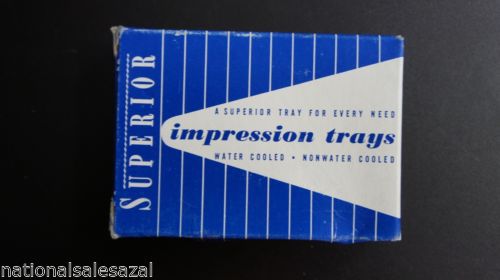 SUPERIOR
A SUPERIOR TRAY FOR EVERY NEED
impression trays
WATER COOLED • NONWATER COOLED
nationalsalesazal